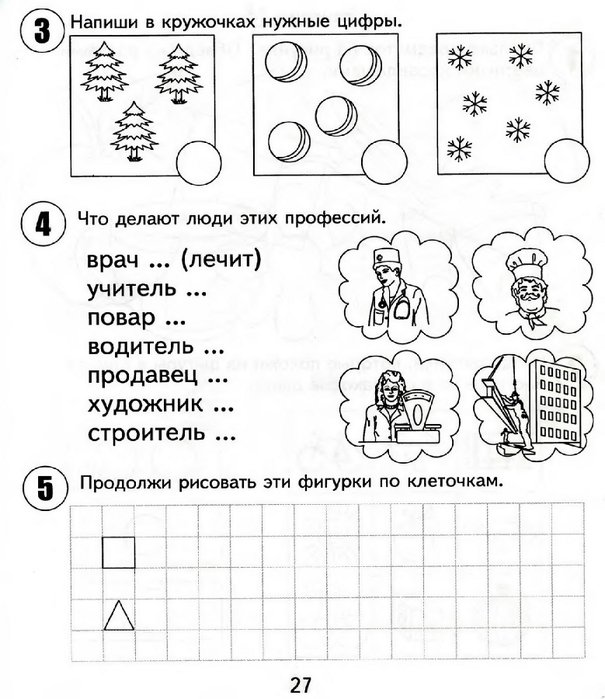 3 Напиши в кружочках нужные цифры.
4 Что делают люди этих профессий.
врач ... (лечит)
учитель ...
повар ...
водитель ...
продавец ...
художник ...
строитель ...
5 Продолжи рисовать эти фигурки по клеточкам.
27